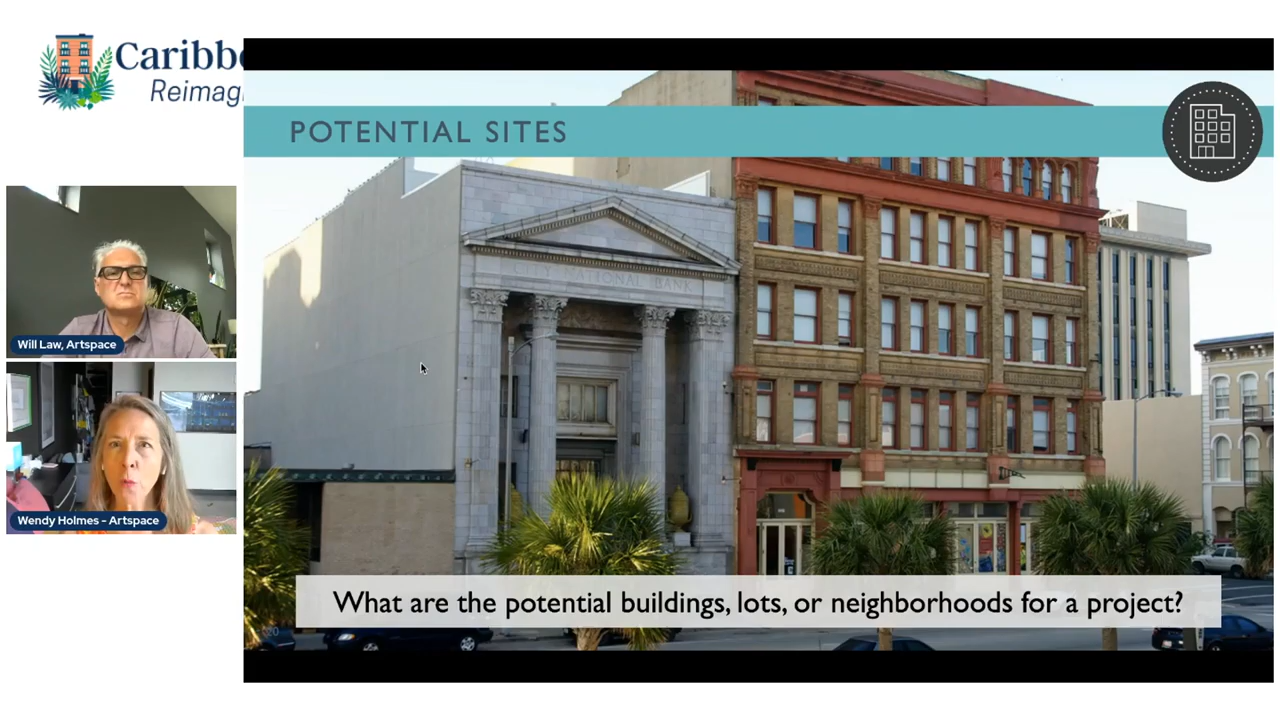 Caribb
Reimag
POTENTIAL SITES
CITY NATIONAL BANK
Will Law, Artspace
Wendy Holmes - Artspace
What are the potential buildings, lots, or neighborhoods for a project?